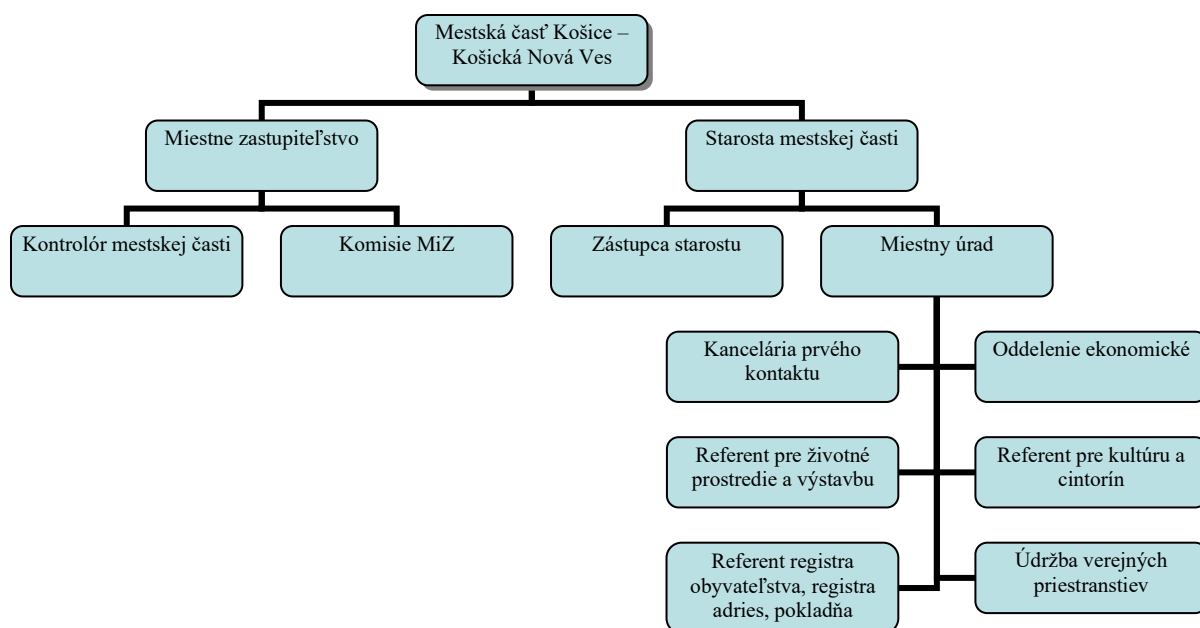 Mestská časť Košice –
Košická Nová Ves
Miestne zastupiteľstvo
Starosta mestskej časti
Kontrolór mestskej časti
Komisie MiZ
Zástupca starostu
Miestny úrad
Kancelária prvého
kontaktu
Oddelenie ekonomické
Referent pre životné
prostredie a výstavbu
Referent pre kultúru a
cintorín
Referent registra
obyvateľstva, registra
adries, pokladňa
Údržba verejných
priestranstiev